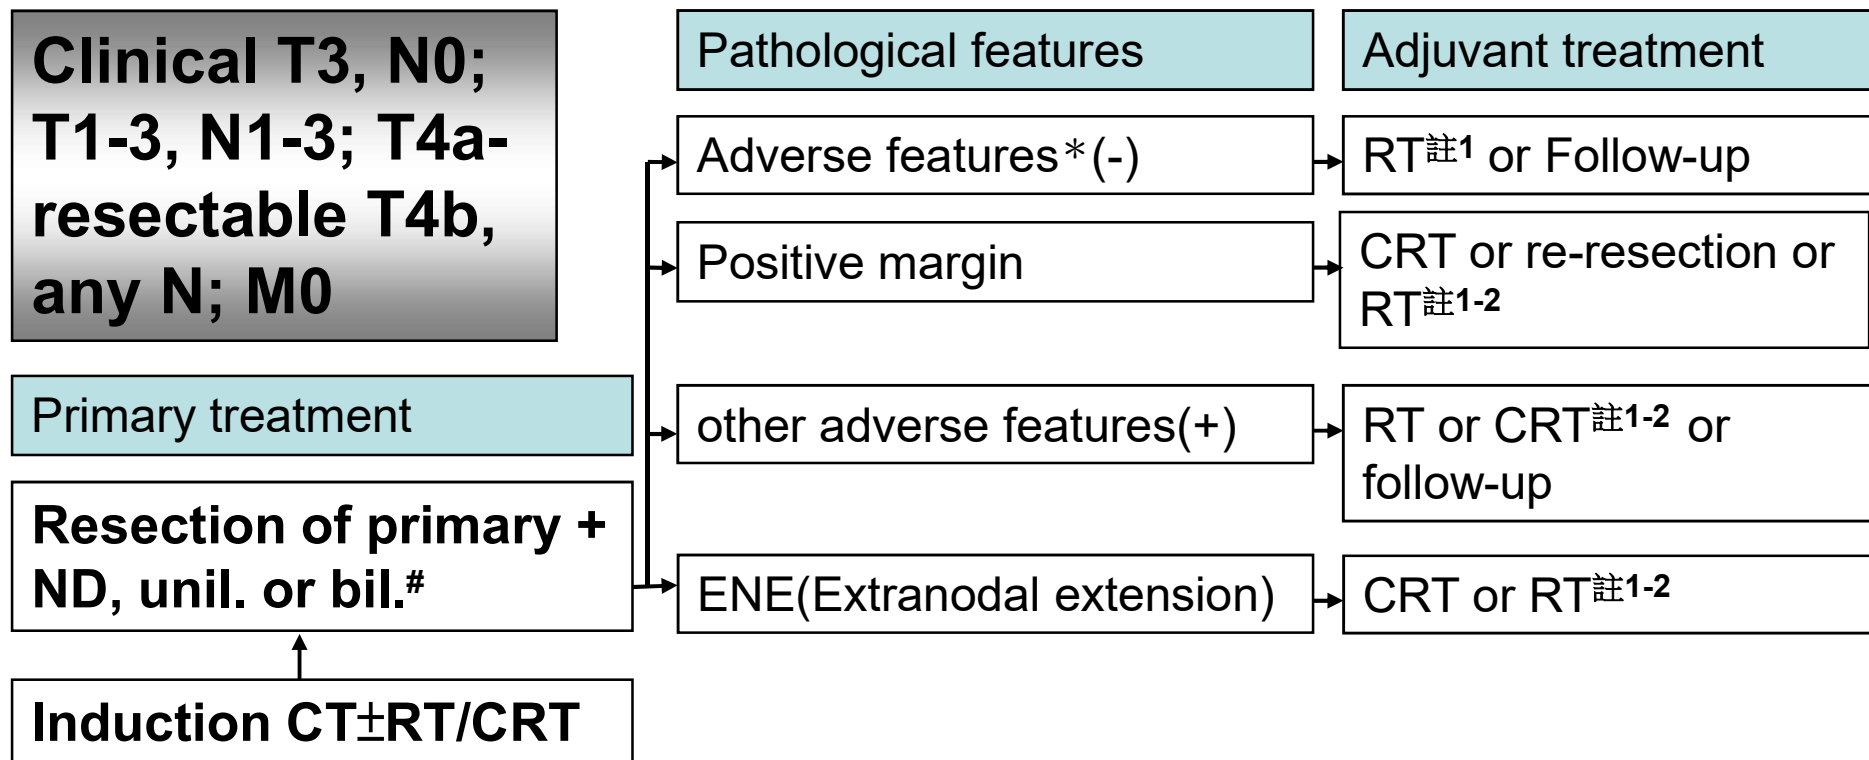 Clinical T3, N0;
T1-3, N1-3; T4a-
resectable T4b,
any N; M0
Primary treatment
Resection of primary +
ND, unil. or bil.#
Induction CT±RT/CRT
Pathological features
Adverse features*(-)
Positive margin
other adverse features(+)
ENE(Extranodal extension)
Adjuvant treatment
RT註1 or Follow-up
CRT or re-resection or
RT註1-2
RT or CRT註1-2 or
follow-up
CRT or RT註1-2